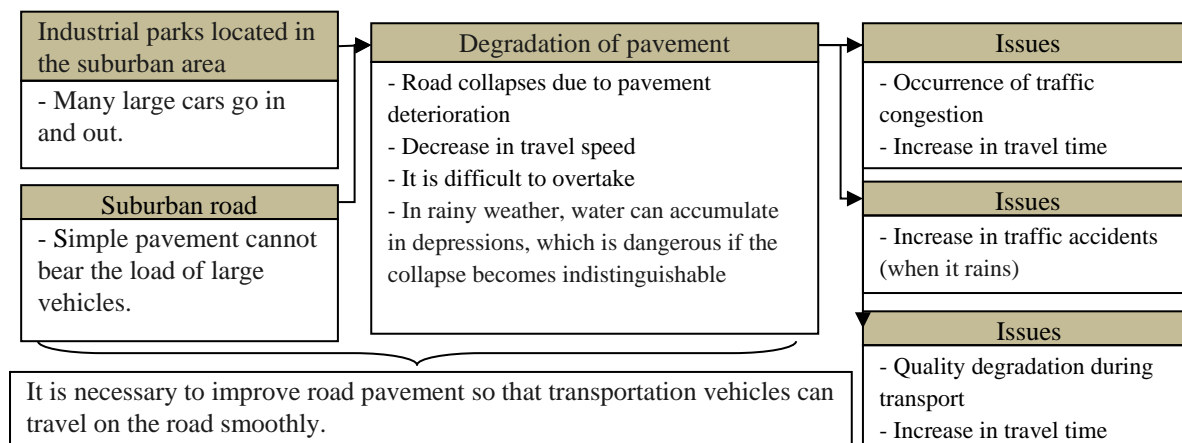 Industrial parks located in
the suburban area
- Many large cars go in
and out.
Suburban road
- Simple pavement cannot
bear the load of large
vehicles.
Degradation of pavement
- Road collapses due to pavement
deterioration
- Decrease in travel speed
- It is difficult to overtake
- In rainy weather, water can accumulate
in depressions, which is dangerous if the
collapse becomes indistinguishable
Issues
- Occurrence of traffic
congestion
- Increase in travel time
Issues
- Increase in traffic accidents
(when it rains)
Issues
- Quality degradation during
transport
- Increase in travel time
It is necessary to improve road pavement so that transportation vehicles can
travel on the road smoothly.